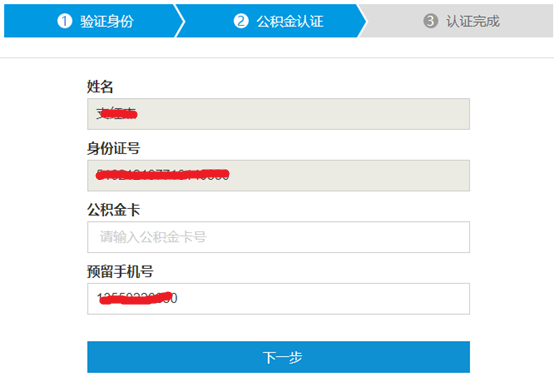 1 验证身份
2 公积金认证
3 认证完成
姓名
身份证号
公积金卡
请输入公积金卡号
预留手机号
下一步